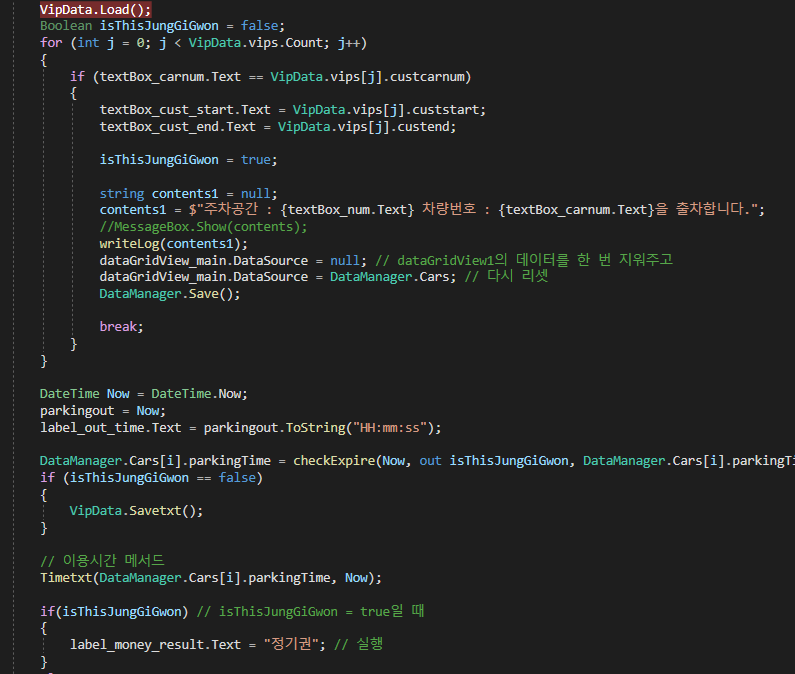 VipData.Load();
Boolean isThisJungGiGwon = false;
for (int j = 0; j < VipData.vips.Count; j++)
{
if (textBox_carnum.Text == VipData.vips[j].custcarnum)
{
textBox_cust_start.Text = VipData.vips[j].custstart;
textBox_cust_end.Text = VipData.vips[j].custend;
isThisJungGiGwon = true;
string contents1 = null;
contents1 = $"주차공간 : {textBox_num.Text} 차량번호 : {textBox_carnum.Text}을 출차합니다.";
//MessageBox.Show(contents);
writeLog(contents1);
dataGridView_main.DataSource = null; // dataGridView1의 데이터를 한 번 지워주고
dataGridView_main.DataSource = DataManager.Cars; // 다시 리셋
DataManager.Save();
break;
}
}
DateTime Now = DateTime.Now;
parkingout = Now;
label_out_time.Text = parkingout.ToString("HH:mm:ss");
DataManager.Cars[i].parkingTime = checkExpire(Now, out isThisJungGiGwon, DataManager.Cars[i].parkingTi
if (isThisJungGiGwon == false)
{
VipData.Savetxt();
}
// 이용시간 메서드
Timetxt(DataManager.Cars[i].parkingTime, Now);
if(isThisJungGiGwon) // isThisJungGiGwon = true일 때
{
label_money_result.Text = "정기권"; // 실행
}